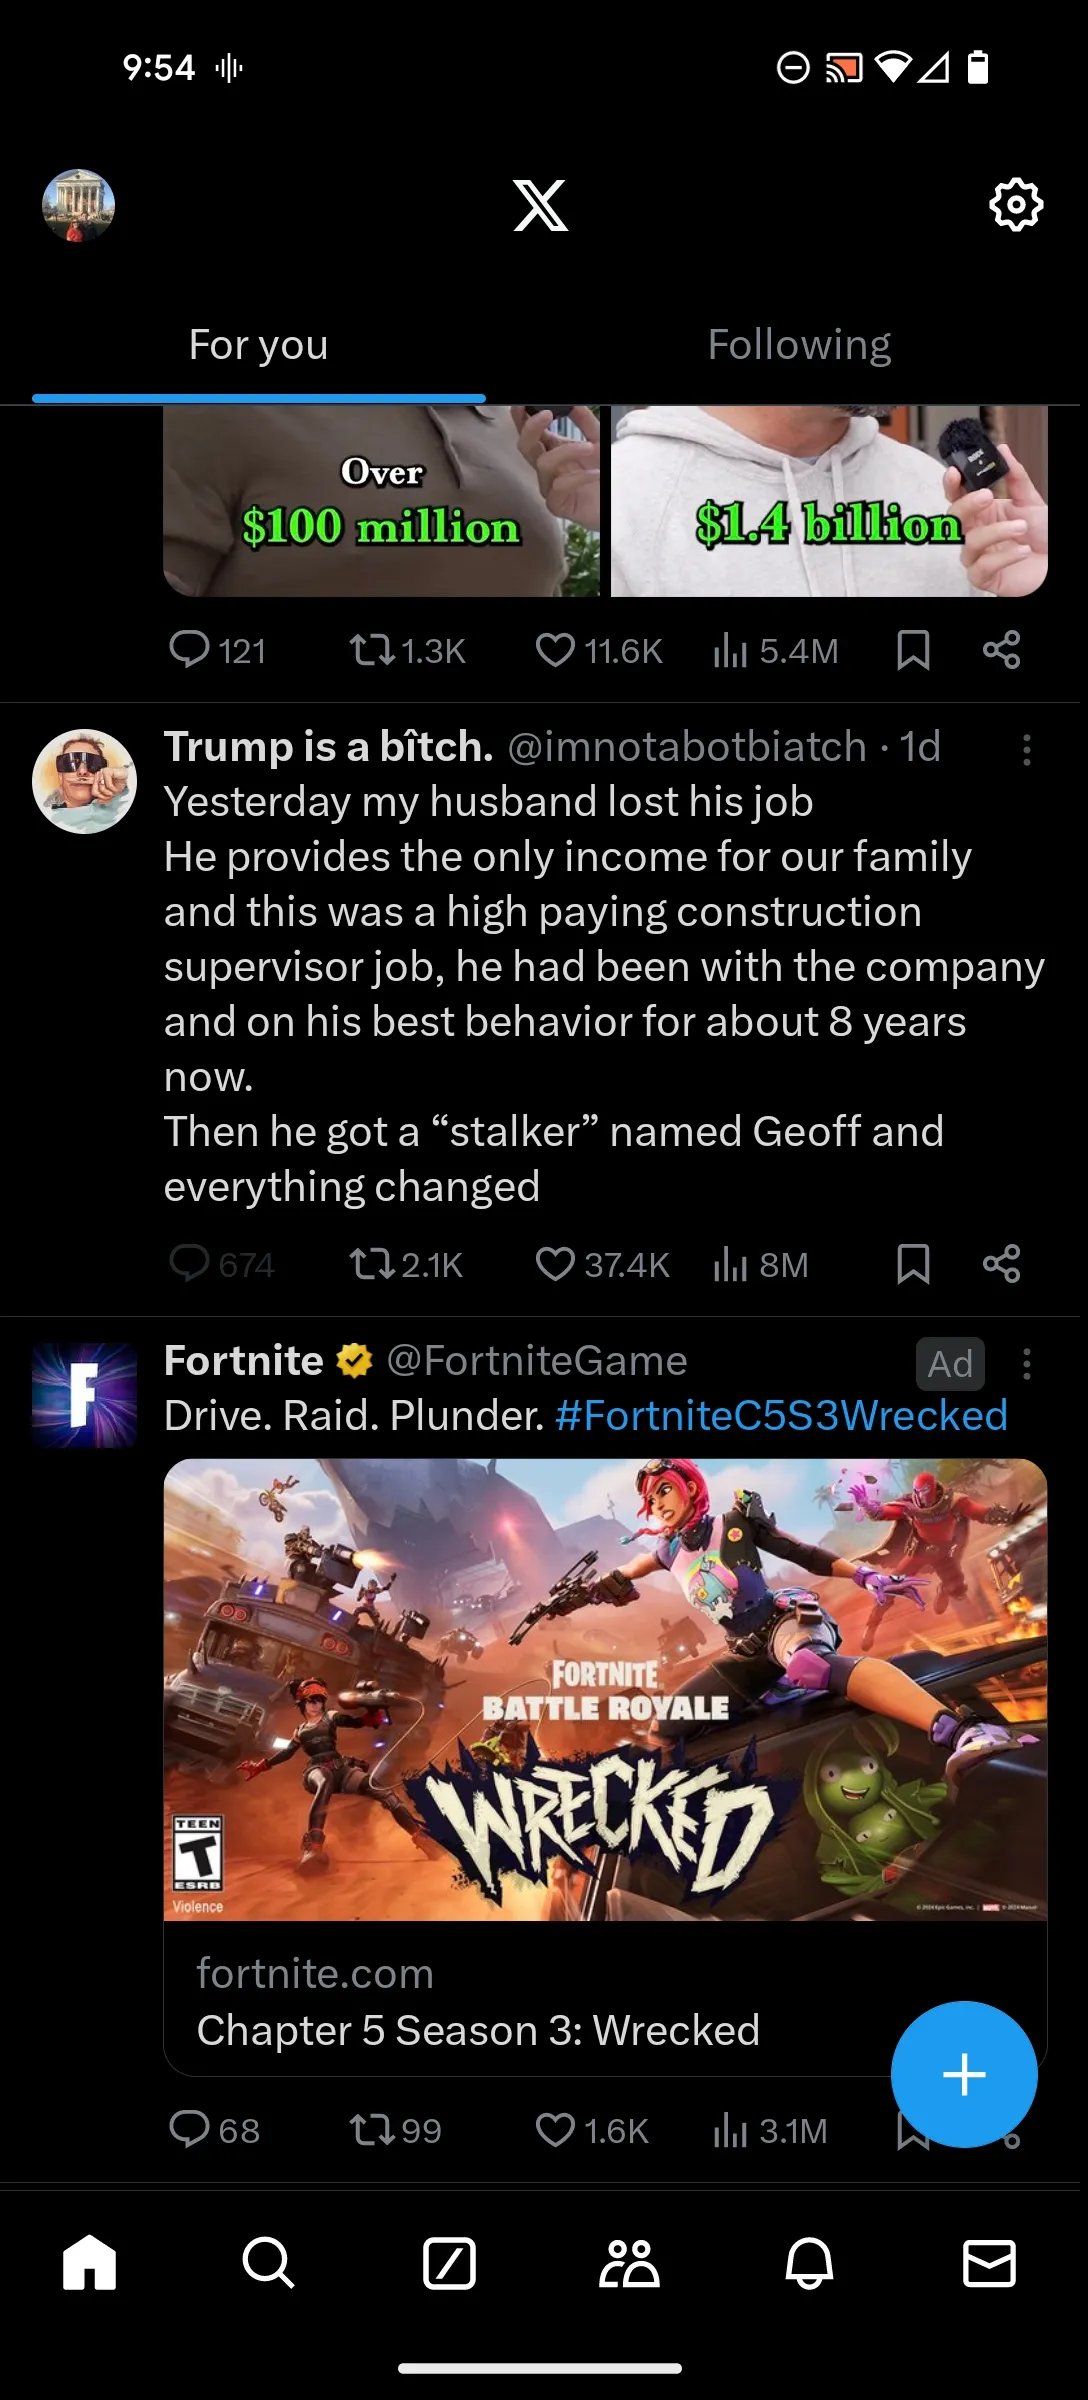 9:54
For you
Following
Over
$100 million
$1.4 billion
121
1.3K
11.6K
5.4M
Trump is a bîtch. @imnotabotbiatch · 1d
Yesterday my husband lost his job
He provides the only income for our family
and this was a high paying construction
supervisor job, he had been with the company
and on his best behavior for about 8 years
now.
Then he got a “stalker” named Geoff and
everything changed
674
2.1K
37.4K
8M
Fortnite @FortniteGame
Ad
Drive. Raid. Plunder. #FortniteC5S3Wrecked
FORTNITE
BATTLE ROYALE
WRECKED
TEEN
T
ESRB
Violence
fortnite.com
Chapter 5 Season 3: Wrecked
68
99
1.6K
3.1M